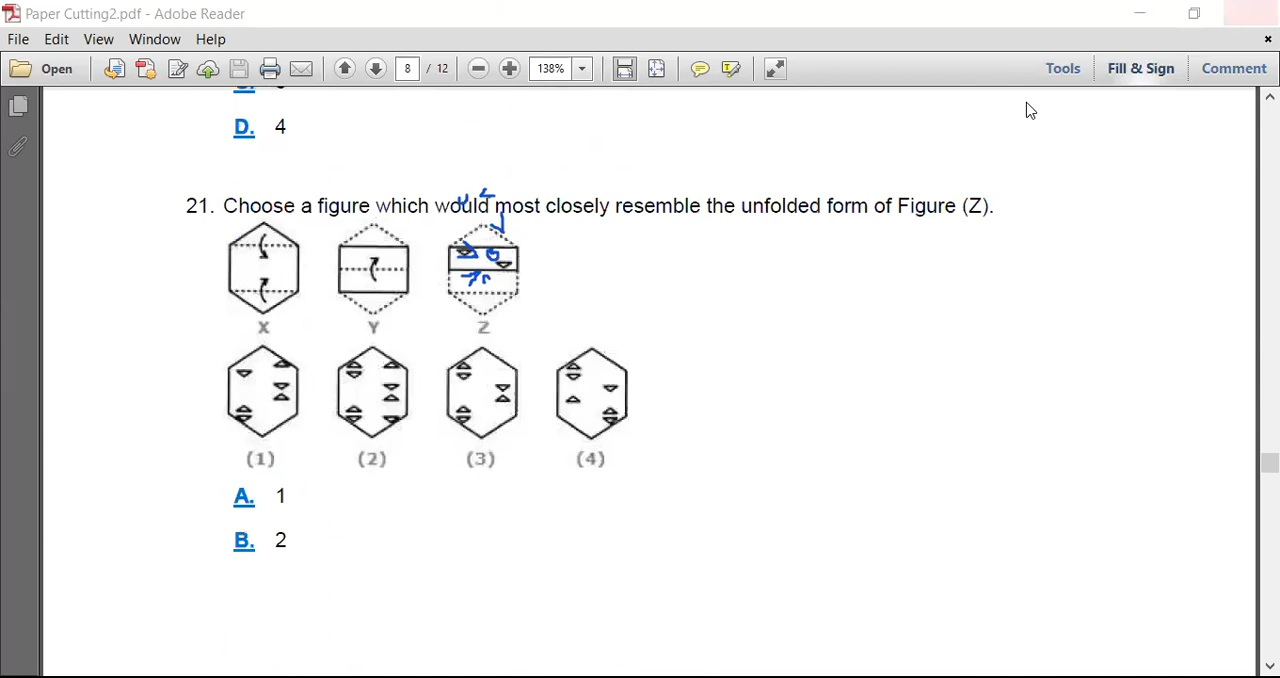 Paper Cutting2.pdf - Adobe Reader
File Edit View Window Help
Open 8 / 12 138% Tools Fill & Sign Comment
D. 4
21. Choose a figure which would most closely resemble the unfolded form of Figure (Z).
X Y Z
(1) (2) (3) (4)
A. 1
B. 2